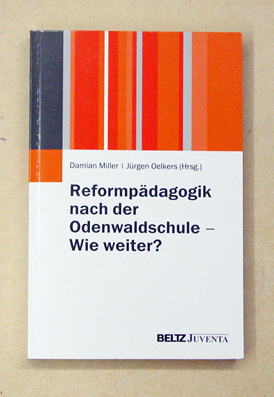 Damian Miller | Jürgen Oelkers (Hrsg.)
Reformpädagogik
nach der
Odenwaldschule –
Wie weiter?
BELTZ JUVENTA